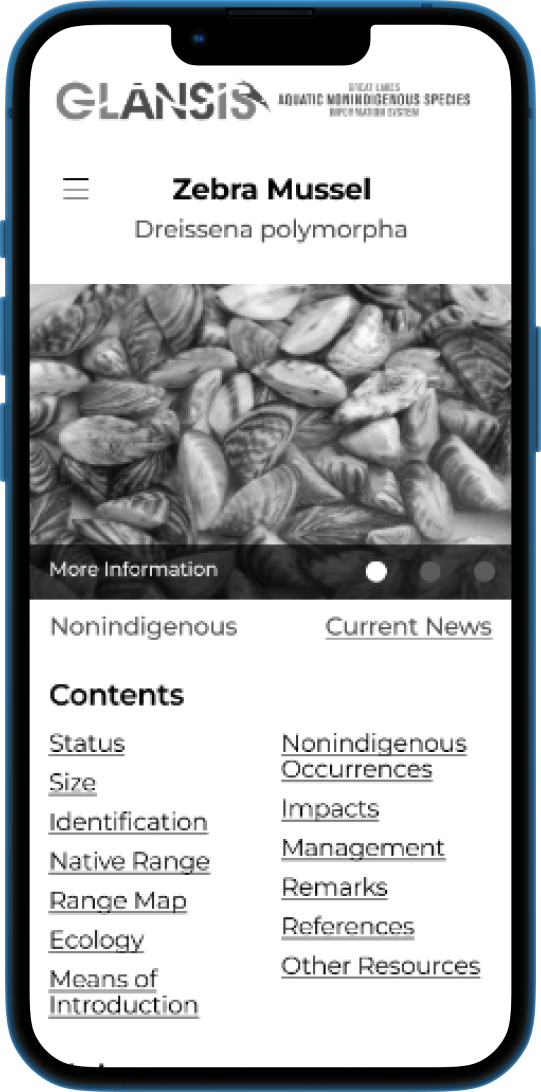 GLANSIS
GREAT LAKES
AQUATIC NONINDIGENOUS SPECIES
INFORMATION SYSTEM
Zebra Mussel
Dreissena polymorpha
More Information
Nonindigenous
Current News
Contents
Status
Size
Identification
Native Range
Range Map
Ecology
Means of
Introduction
Nonindigenous
Occurrences
Impacts
Management
Remarks
References
Other Resources